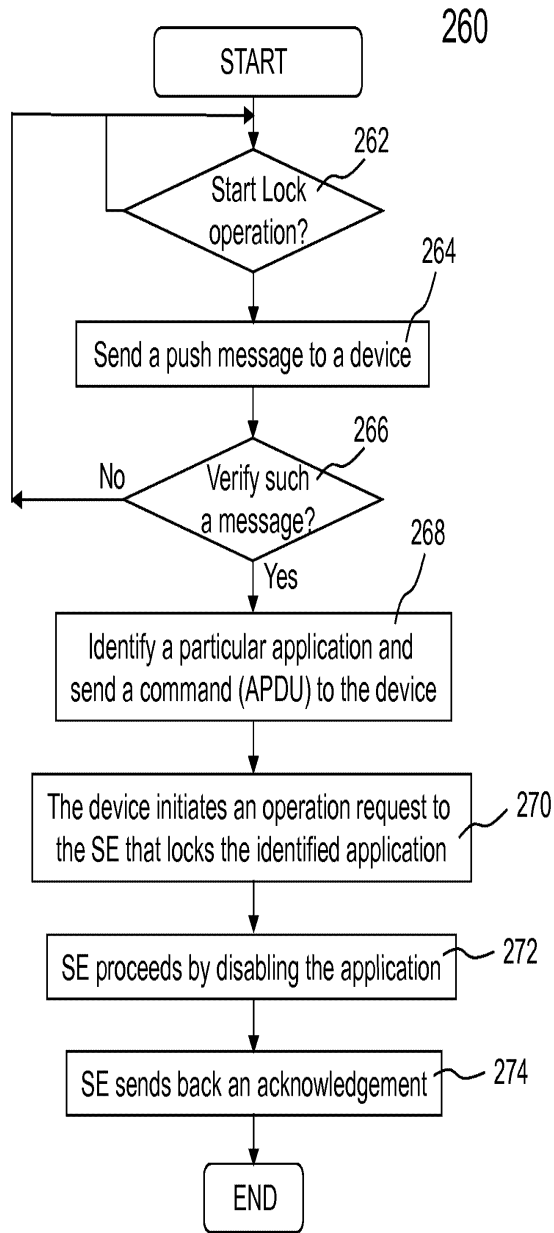 260
START
262
Start Lock
operation?
264
Send a push message to a device
266
No
Verify such
a message?
Yes
268
Identify a particular application and
send a command (APDU) to the device
The device initiates an operation request to
the SE that locks the identified application
270
SE proceeds by disabling the application
272
SE sends back an acknowledgement
274
END